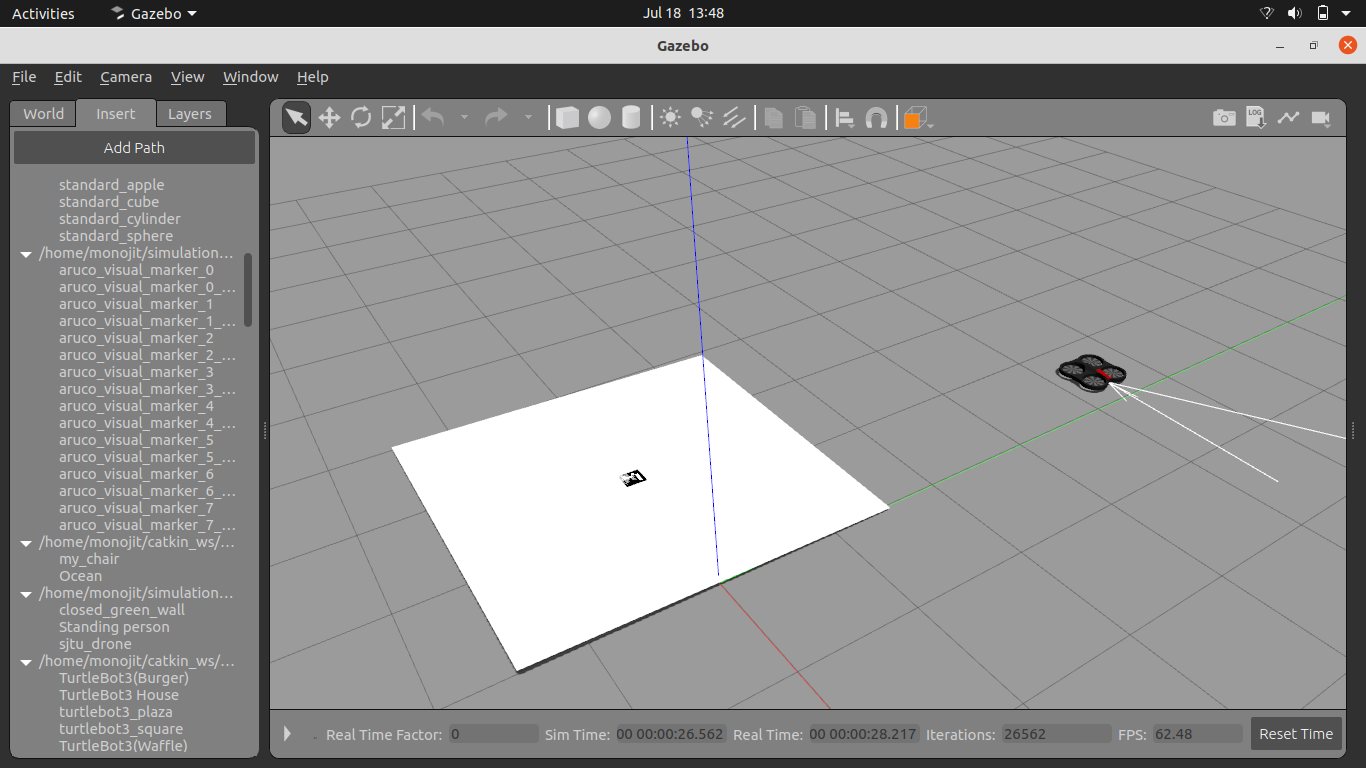 Activities Gazebo Jul 18 13:48
Gazebo
File Edit Camera View Window Help
World Insert Layers
Add Path
standard_apple
standard_cube
standard_cylinder
standard_sphere
/home/monojit/simulation...
aruco_visual_marker_0
aruco_visual_marker_0_...
aruco_visual_marker_1
aruco_visual_marker_1_...
aruco_visual_marker_2
aruco_visual_marker_2_...
aruco_visual_marker_3
aruco_visual_marker_3_...
aruco_visual_marker_4
aruco_visual_marker_4_...
aruco_visual_marker_5
aruco_visual_marker_5_...
aruco_visual_marker_6
aruco_visual_marker_6_...
aruco_visual_marker_7
aruco_visual_marker_7_...
/home/monojit/catkin_ws/...
my_chair
Ocean
/home/monojit/simulation...
closed_green_wall
Standing person
sjtu_drone
/home/monojit/catkin_ws/...
TurtleBot3(Burger)
TurtleBot3 House
turtlebot3_plaza
turtlebot3_square
TurtleBot3(Waffle)
LOG
Real Time Factor: 0 Sim Time: 00 00:00:26.562 Real Time: 00 00:00:28.217 Iterations: 26562 FPS: 62.48 Reset Time